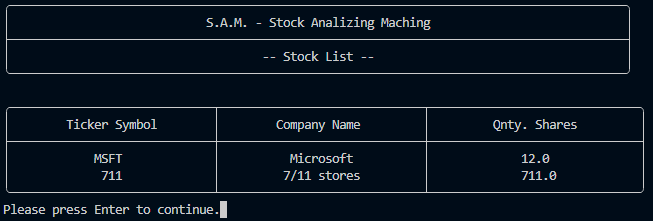 S.A.M. - Stock Analizing Maching
-- Stock List --
Ticker Symbol Company Name Qnty. Shares
MSFT Microsoft 12.0
711 7/11 stores 711.0
Please press Enter to continue.